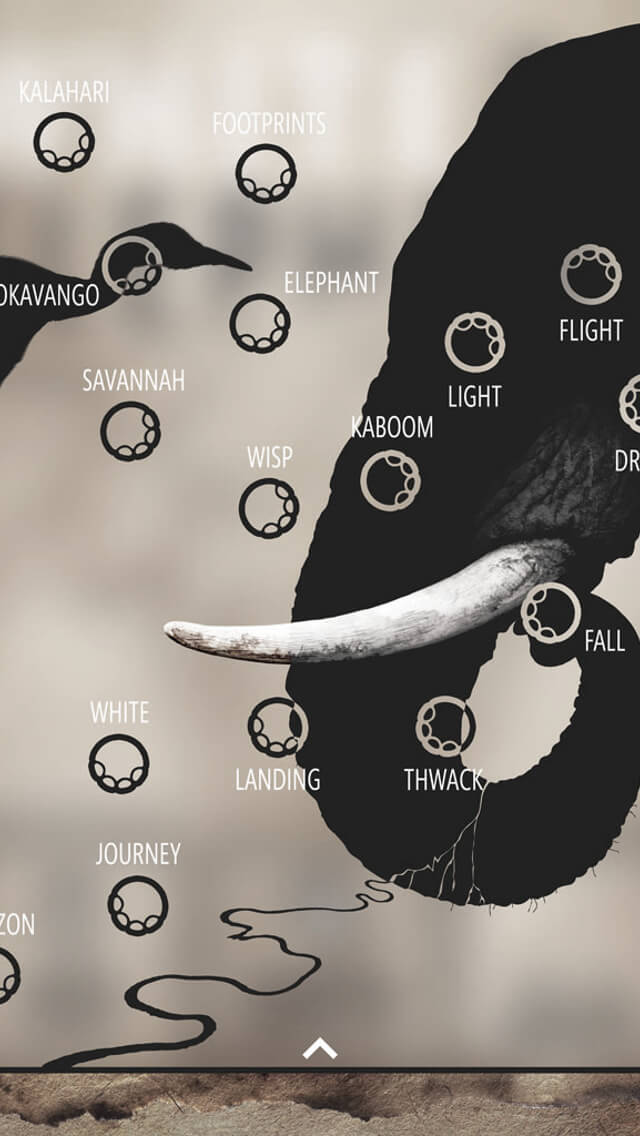 KALAHARI
FOOTPRINTS
ELEPHANT
OKAVANGO
FLIGHT
SAVANNAH
LIGHT
KABOOM
WISP
DR
FALL
WHITE
LANDING
THWACK
JOURNEY
ZON